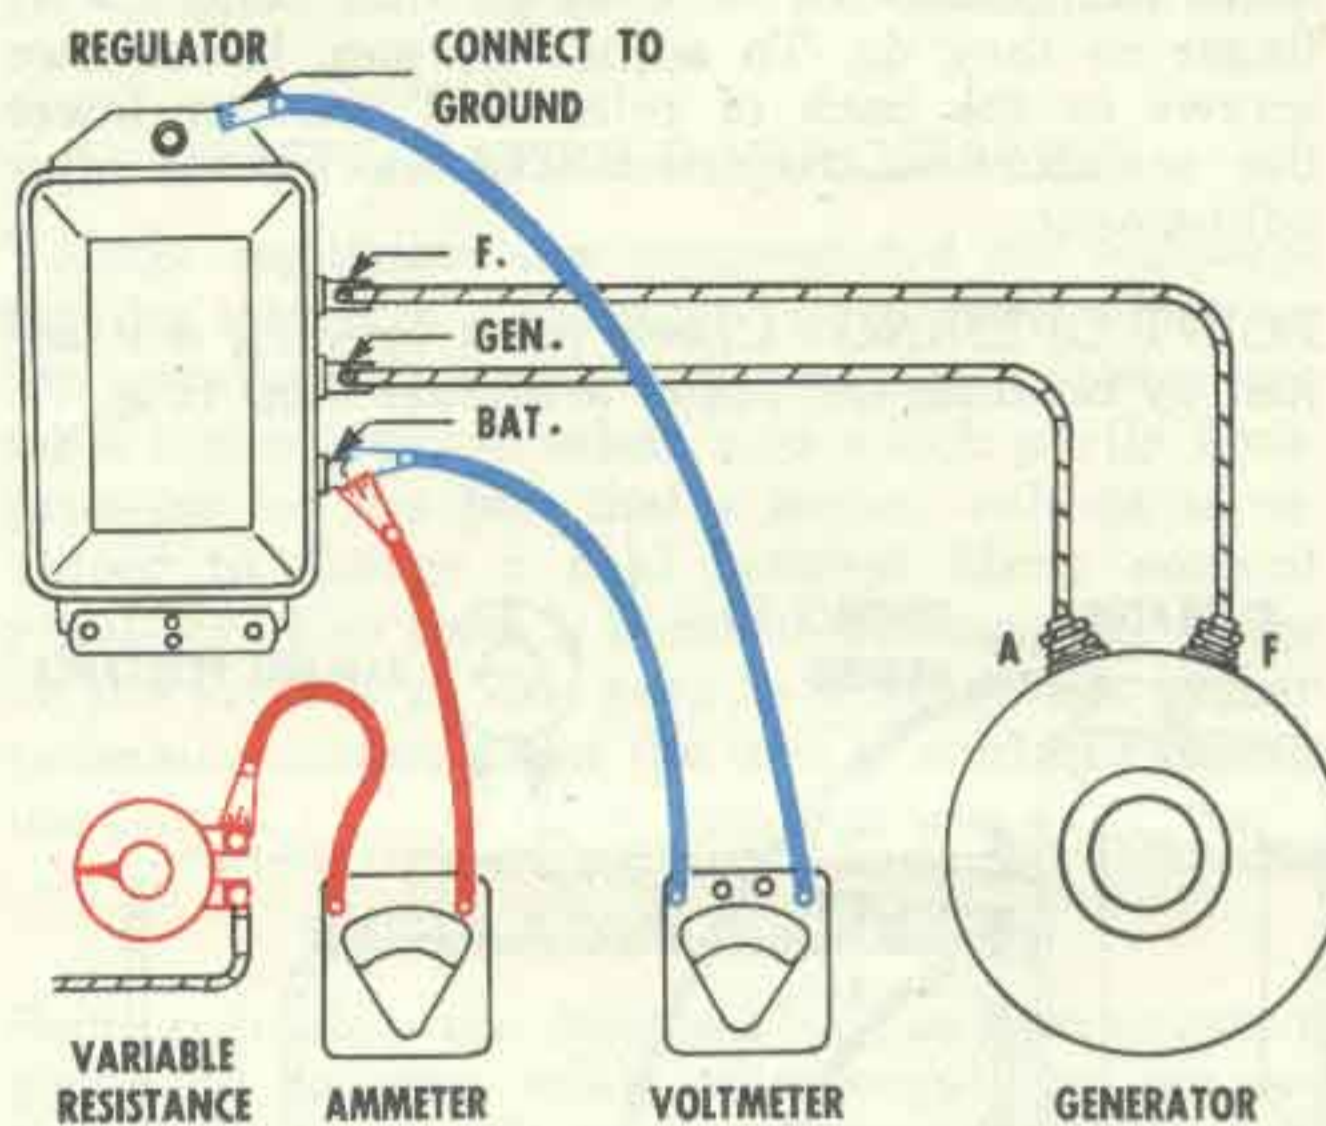 REGULATOR
CONNECT TO
GROUND
F.
GEN.
BAT.
A
F
VARIABLE
RESISTANCE
AMMETER
VOLTMETER
GENERATOR